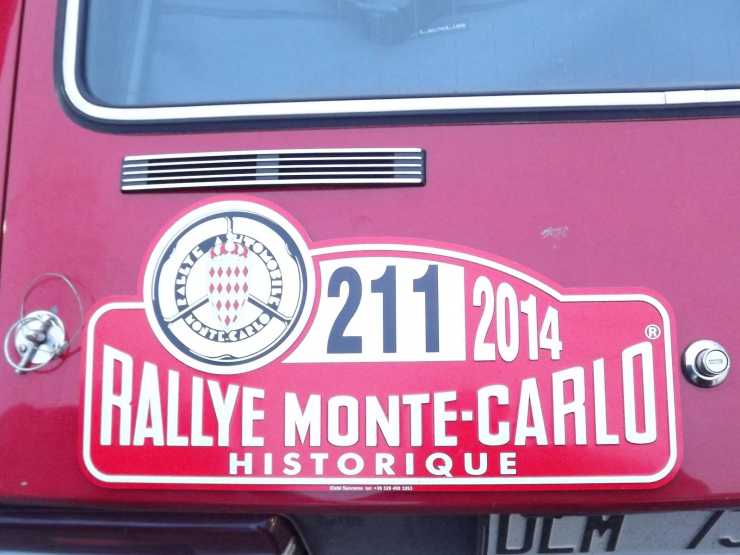 RALLYE AUTOMOBILE
MONTE-CARLO
211 2014
RALLYE MONTE-CARLO ®
HISTORIQUE